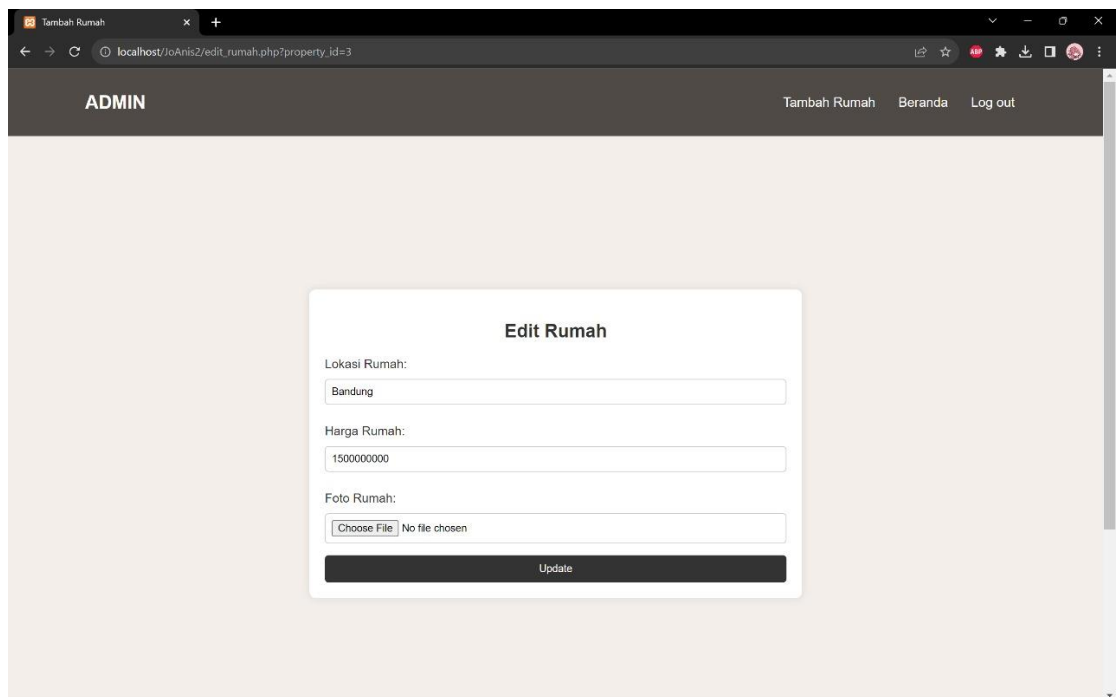 Tambah Rumah
localhost/JoAnis2/edit_rumah.php?property_id=3
ABP
ADMIN
Tambah Rumah Beranda Log out
Edit Rumah
Lokasi Rumah:
Bandung
Harga Rumah:
1500000000
Foto Rumah:
Choose File No file chosen
Update